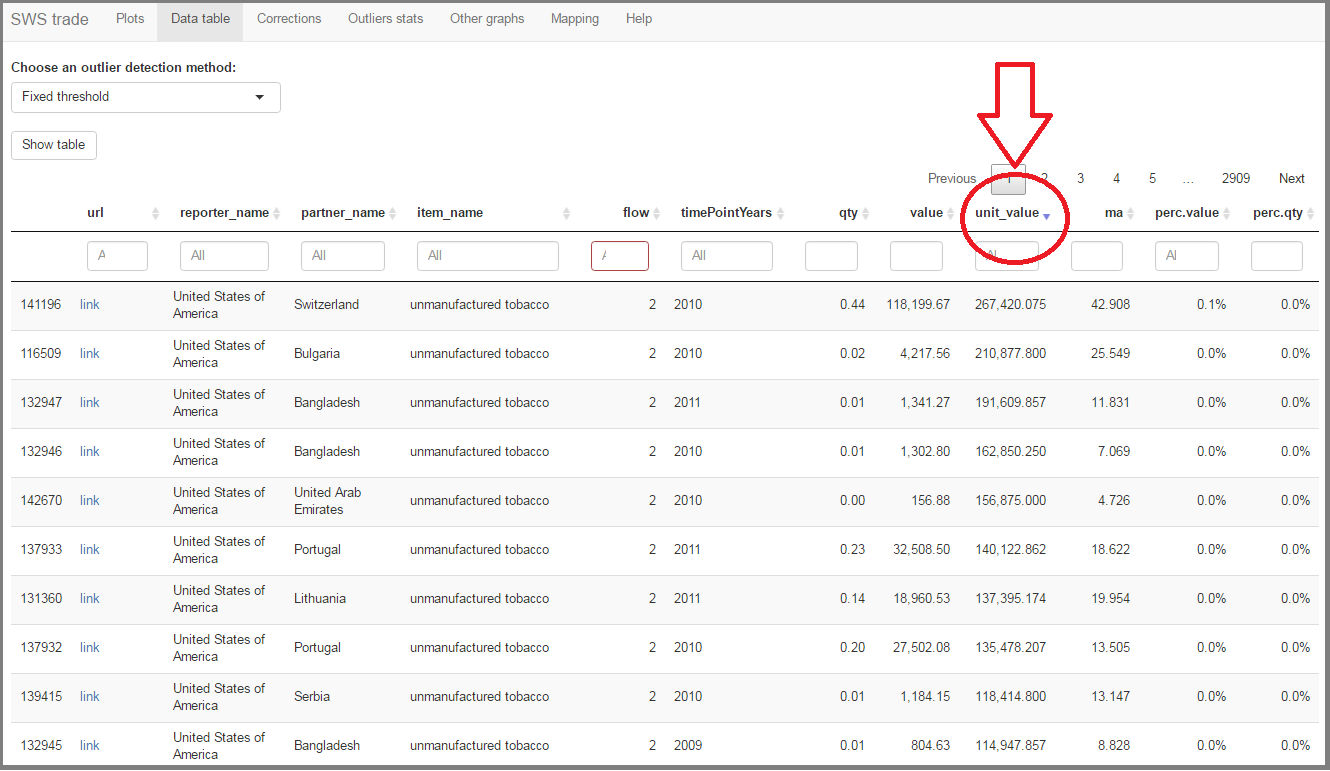 SWS trade Plots Data table Corrections Outliers stats Other graphs Mapping Help
Choose an outlier detection method:
Fixed threshold
Show table
Previous 1 2 3 4 5 ... 2909 Next
url reporter_name partner_name item_name flow timePointYears qty value unit_value ma perc.value perc.qty
A All All All A All Al Al
141196 link United States of America Switzerland unmanufactured tobacco 2 2010 0.44 118,199.67 267,420.075 42.908 0.1% 0.0%
116509 link United States of America Bulgaria unmanufactured tobacco 2 2010 0.02 4,217.56 210,877.800 25.549 0.0% 0.0%
132947 link United States of America Bangladesh unmanufactured tobacco 2 2011 0.01 1,341.27 191,609.857 11.831 0.0% 0.0%
132946 link United States of America Bangladesh unmanufactured tobacco 2 2010 0.01 1,302.80 162,850.250 7.069 0.0% 0.0%
142670 link United States of America United Arab Emirates unmanufactured tobacco 2 2010 0.00 156.88 156,875.000 4.726 0.0% 0.0%
137933 link United States of America Portugal unmanufactured tobacco 2 2011 0.23 32,508.50 140,122.862 18.622 0.0% 0.0%
131360 link United States of America Lithuania unmanufactured tobacco 2 2011 0.14 18,960.53 137,395.174 19.954 0.0% 0.0%
137932 link United States of America Portugal unmanufactured tobacco 2 2010 0.20 27,502.08 135,478.207 13.505 0.0% 0.0%
139415 link United States of America Serbia unmanufactured tobacco 2 2010 0.01 1,184.15 118,414.800 13.147 0.0% 0.0%
132945 link United States of America Bangladesh unmanufactured tobacco 2 2009 0.01 804.63 114,947.857 8.828 0.0% 0.0%